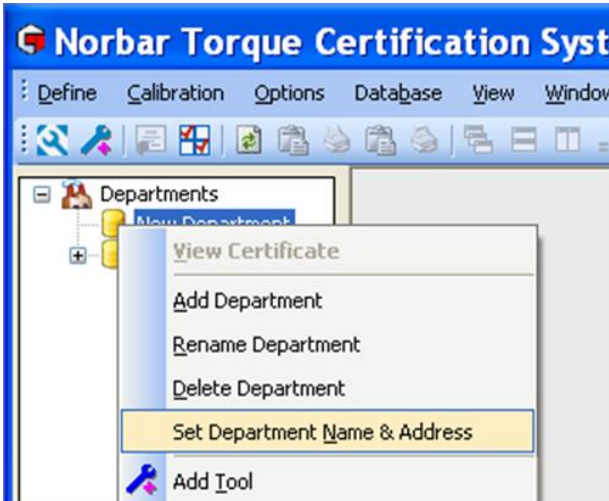 Norbar Torque Certification Syst
Define Calibration Options Database View Window
Departments
New Department
View Certificate
Add Department
Rename Department
Delete Department
Set Department Name & Address
Add Tool